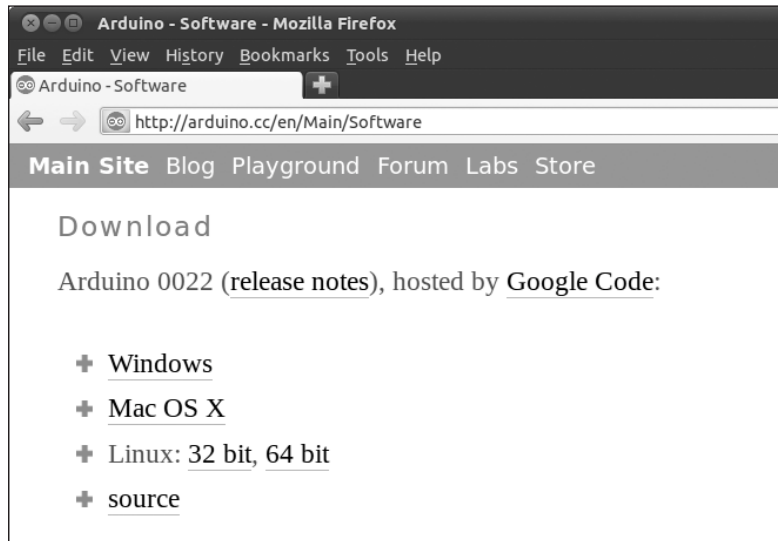 Arduino - Software - Mozilla Firefox
File Edit View History Bookmarks Tools Help
Arduino - Software
http://arduino.cc/en/Main/Software
Main Site Blog Playground Forum Labs Store
Download
Arduino 0022 (release notes), hosted by Google Code:
Windows
Mac OS X
Linux: 32 bit, 64 bit
source